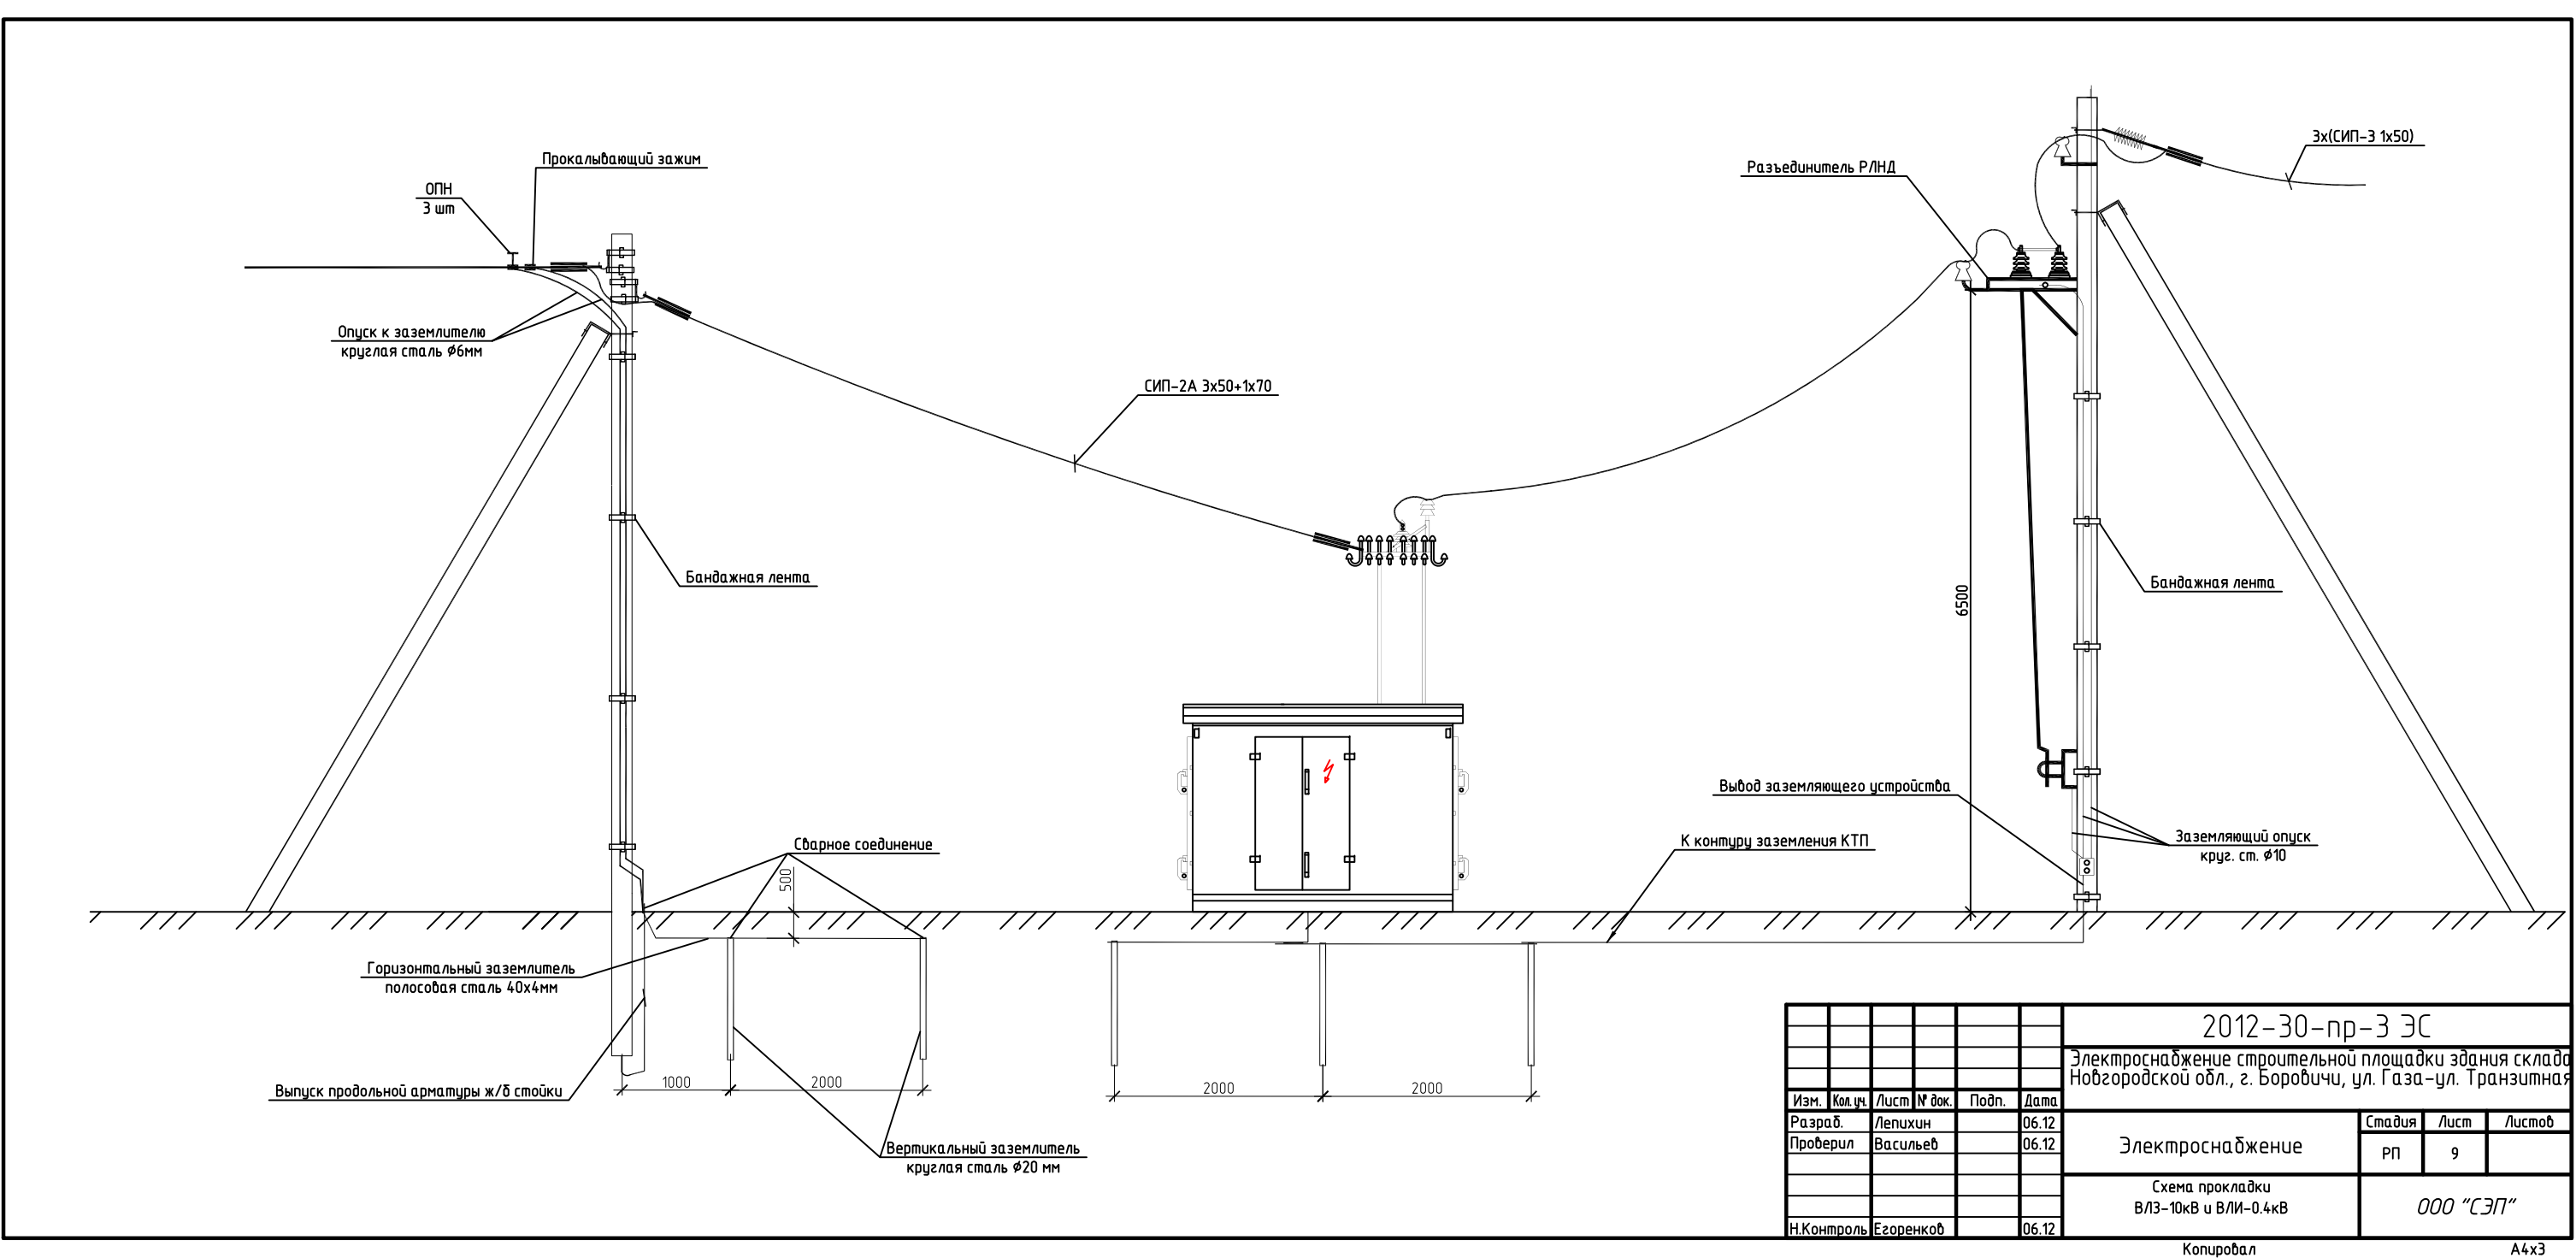 Прокалывающий зажим
ОПН
3 шт
Опуск к заземлителю
круглая сталь Ø6мм
СИП-2А 3х50+1х70
Бандажная лента
Сварное соединение
500
Горизонтальный заземлитель
полосовая сталь 40х4мм
Выпуск продольной арматуры ж/б стойки
1000
2000
Вертикальный заземлитель
круглая сталь Ø20 мм
2000
2000
3х(СИП-3 1х50)
Разъединитель РЛНД
6500
Бандажная лента
Вывод заземляющего устройства
К контуру заземления КТП
Заземляющий опуск
круг. ст. Ø10
2012-30-пр-3 ЭС
Электроснабжение строительной площадки здания склада
Новгородской обл., г. Боровичи, ул. Газа-ул. Транзитная
Изм. Кол. уч. Лист № док. Подп. Дата
Разраб. Лепихин 06.12
Проверил Васильев 06.12
Н.Контроль Егоренков 06.12
Электроснабжение
Стадия Лист Листов
РП 9
Схема прокладки
ВЛЗ-10кВ и ВЛИ-0.4кВ
ООО "СЭП"
Копировал А4х3